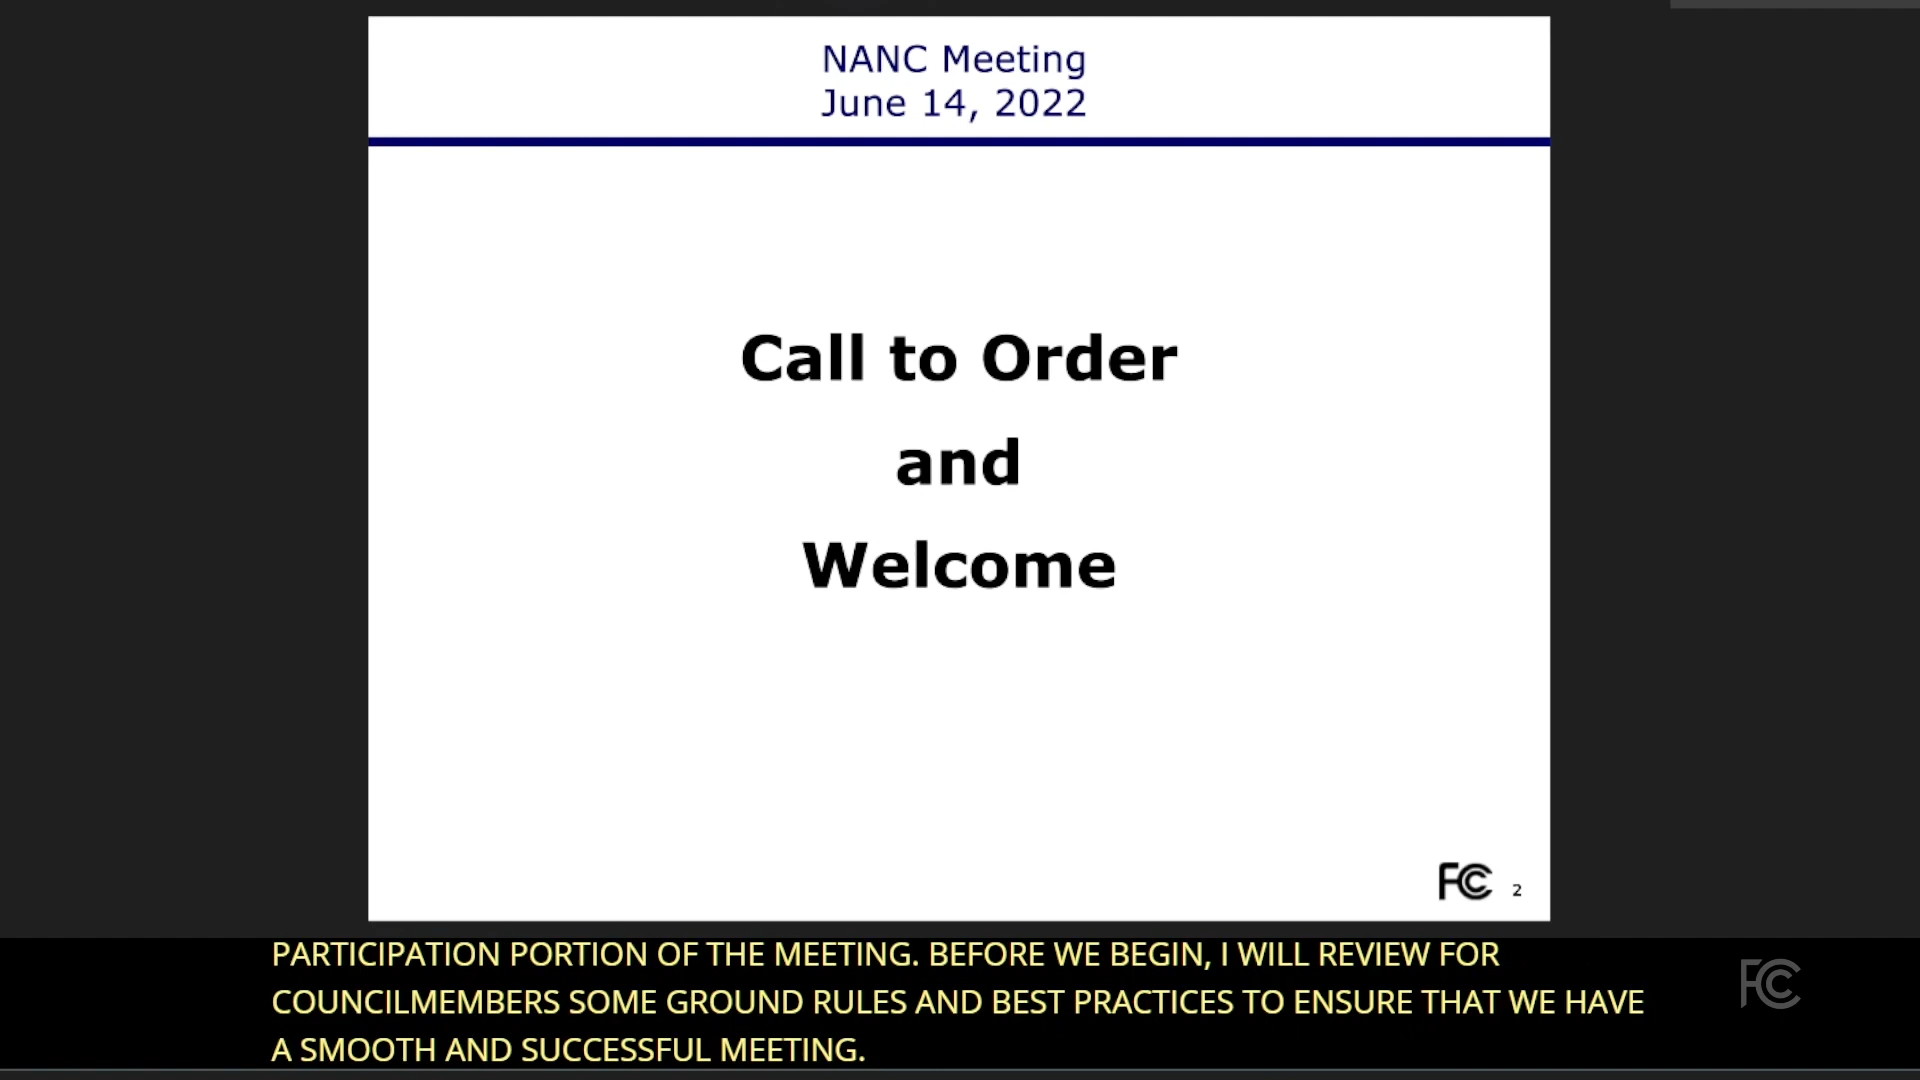 NANC Meeting
June 14, 2022
Call to Order
and
Welcome
FCC 2
PARTICIPATION PORTION OF THE MEETING. BEFORE WE BEGIN, I WILL REVIEW FOR
COUNCILMEMBERS SOME GROUND RULES AND BEST PRACTICES TO ENSURE THAT WE HAVE
A SMOOTH AND SUCCESSFUL MEETING.
FCC